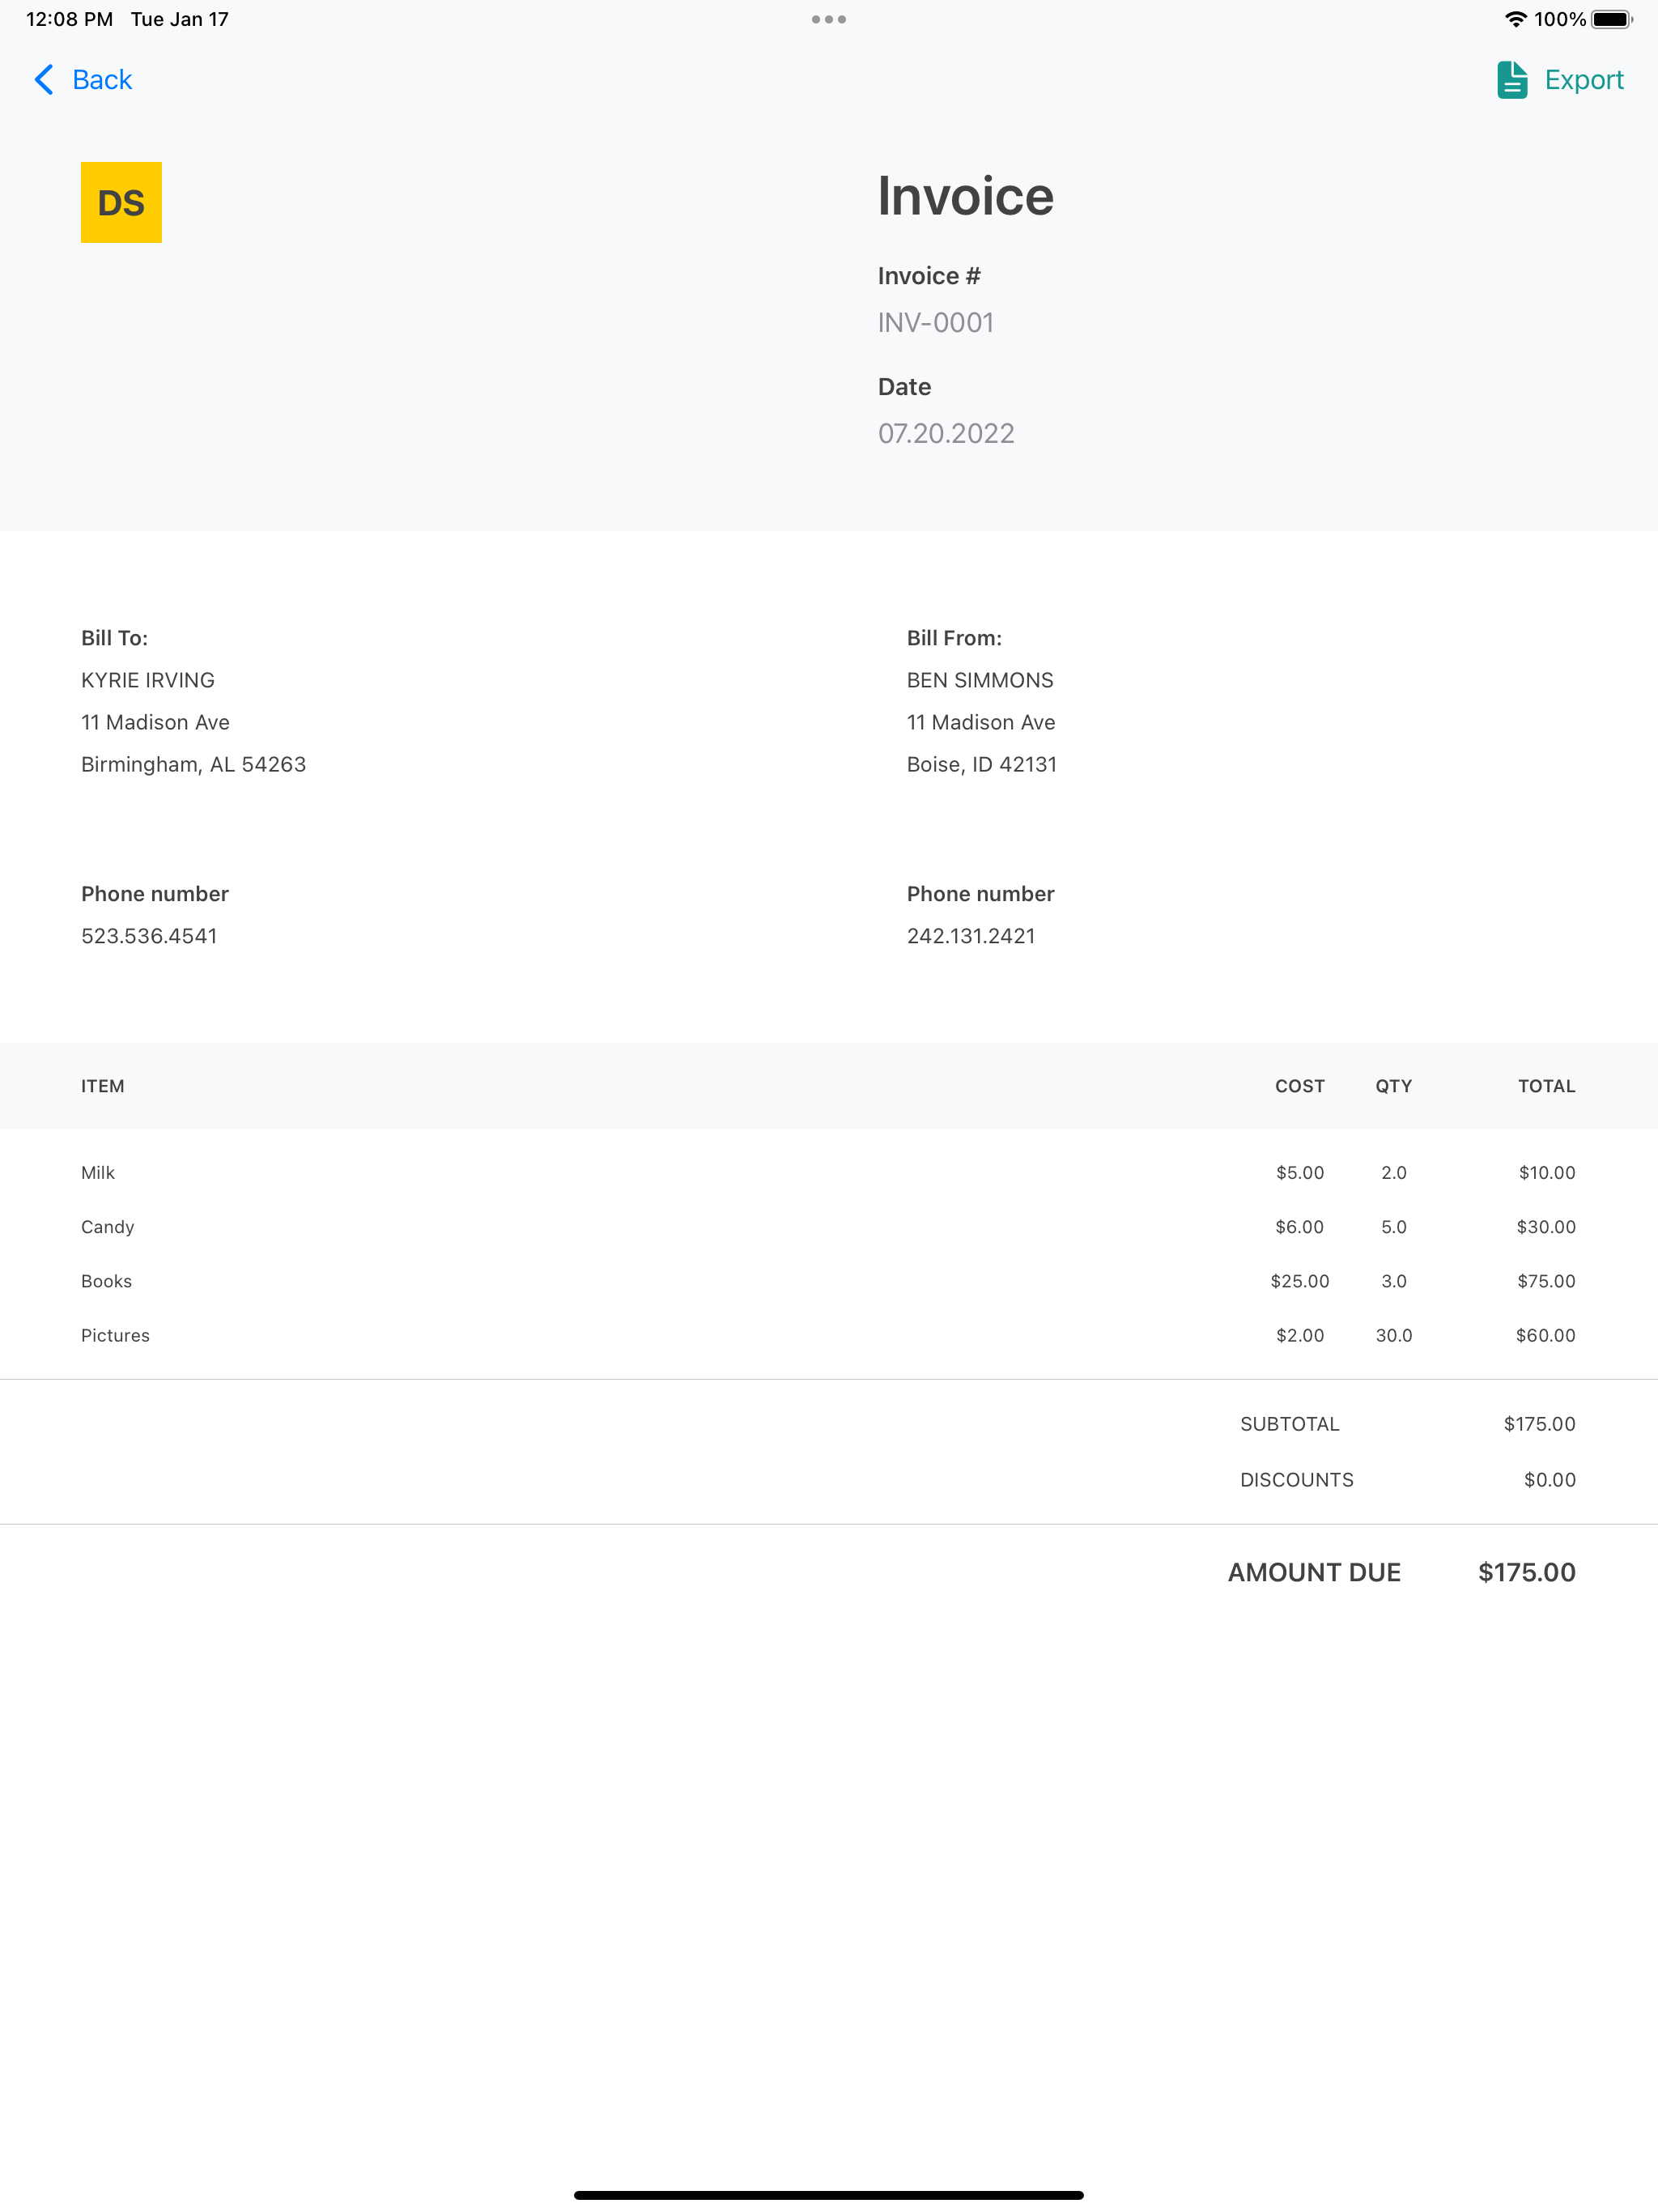 12:08 PM Tue Jan 17 100%
Back Export
DS
Invoice
Invoice #
INV-0001
Date
07.20.2022
Bill To:
KYRIE IRVING
11 Madison Ave
Birmingham, AL 54263
Phone number
523.536.4541
Bill From:
BEN SIMMONS
11 Madison Ave
Boise, ID 42131
Phone number
242.131.2421
ITEM COST QTY TOTAL
Milk $5.00 2.0 $10.00
Candy $6.00 5.0 $30.00
Books $25.00 3.0 $75.00
Pictures $2.00 30.0 $60.00
SUBTOTAL $175.00
DISCOUNTS $0.00
AMOUNT DUE $175.00